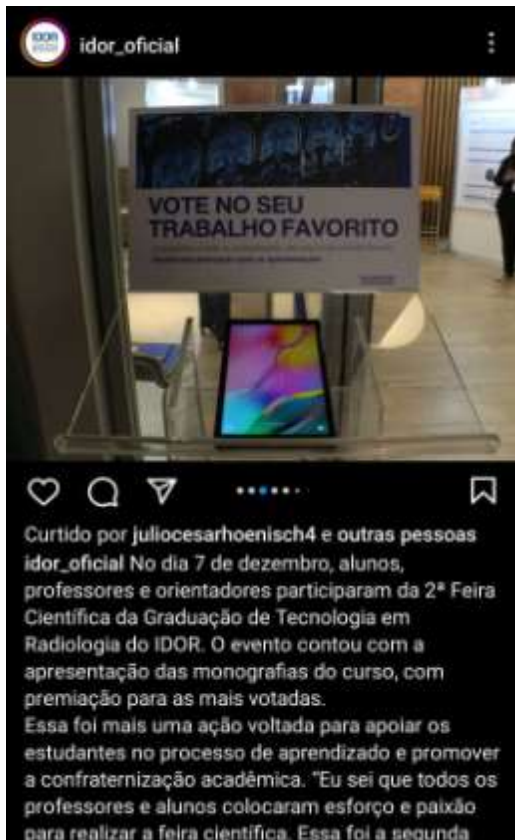 idor_oficial
VOTE NO SEU
TRABALHO FAVORITO
Curtido por juliocesarhoenisch4 e outras pessoas
idor_oficial No dia 7 de dezembro, alunos,
professores e orientadores participaram da 2ª Feira
Científica da Graduação de Tecnologia em
Radiologia do IDOR. O evento contou com a
apresentação das monografias do curso, com
premiação para as mais votadas.
Essa foi mais uma ação voltada para apoiar os
estudantes no processo de aprendizado e promover
a confraternização acadêmica. "Eu sei que todos os
professores e alunos colocaram esforço e paixão
para realizar a feira científica. Essa foi a segunda